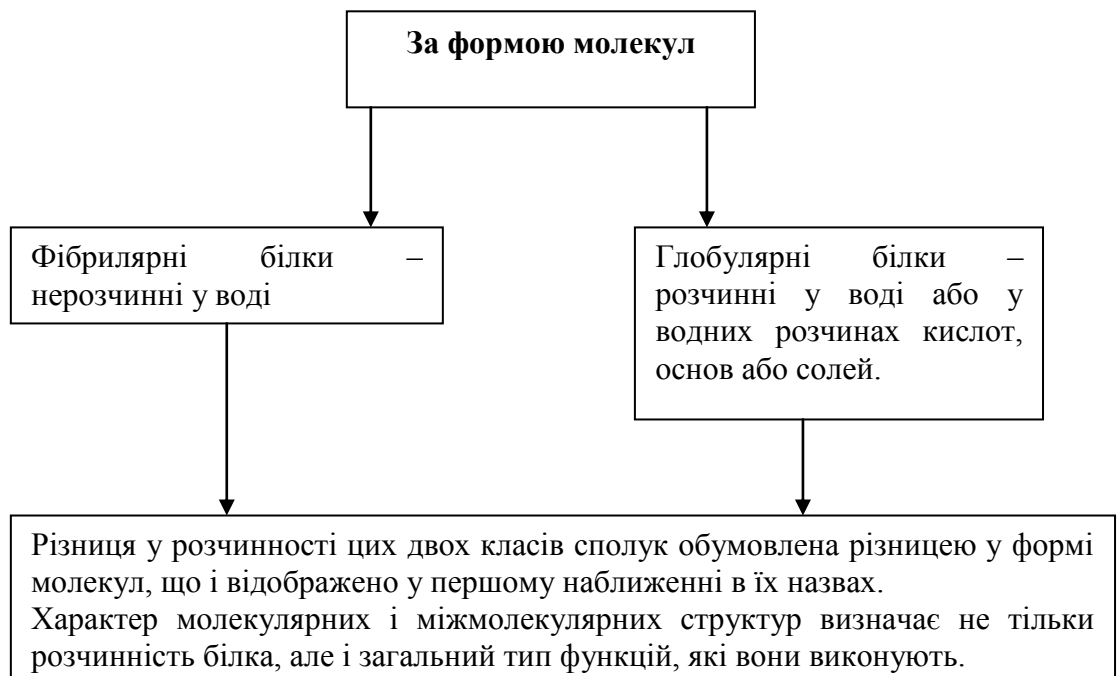 За формою молекул
Фібрилярні білки –
нерозчинні у воді
Глобулярні білки –
розчинні у воді або у
водних розчинах кислот,
основ або солей.
Різниця у розчинності цих двох класів сполук обумовлена різницею у формі
молекул, що і відображено у першому наближенні в їх назвах.
Характер молекулярних і міжмолекулярних структур визначає не тільки
розчинність білка, але і загальний тип функцій, які вони виконують.